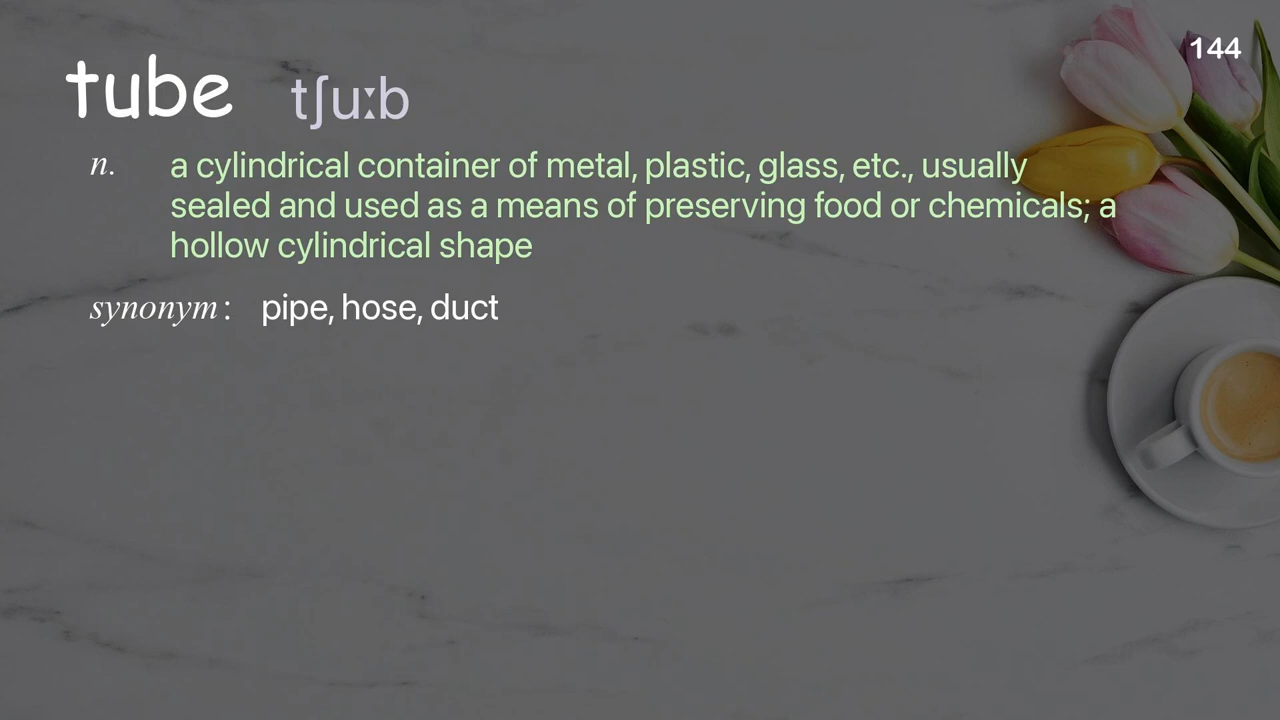 144
tube tʃuːb
n. a cylindrical container of metal, plastic, glass, etc., usually
sealed and used as a means of preserving food or chemicals; a
hollow cylindrical shape
synonym: pipe, hose, duct